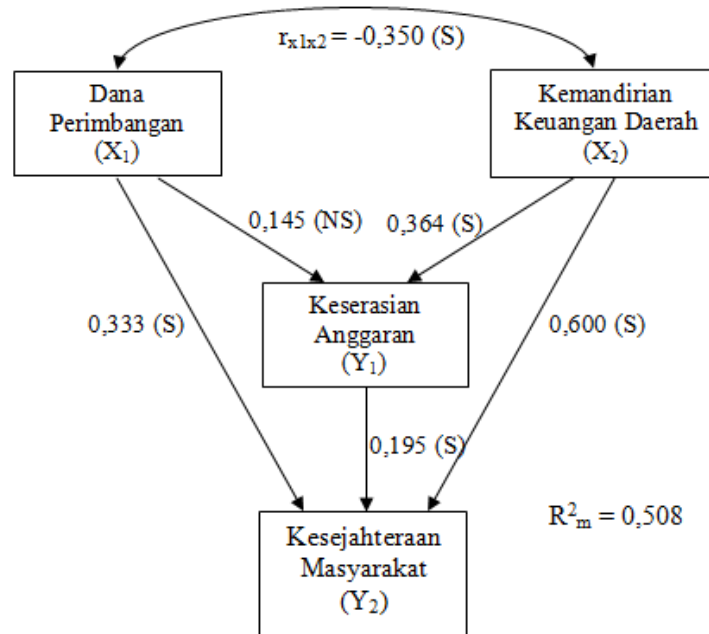 r_x1x2 = -0,350 (S)
Dana
Perimbangan
(X₁)
Kemandirian
Keuangan Daerah
(X₂)
0,145 (NS)
0,364 (S)
Keserasian
Anggaran
(Y₁)
0,333 (S)
0,600 (S)
0,195 (S)
R²ₘ = 0,508
Kesejahteraan
Masyarakat
(Y₂)